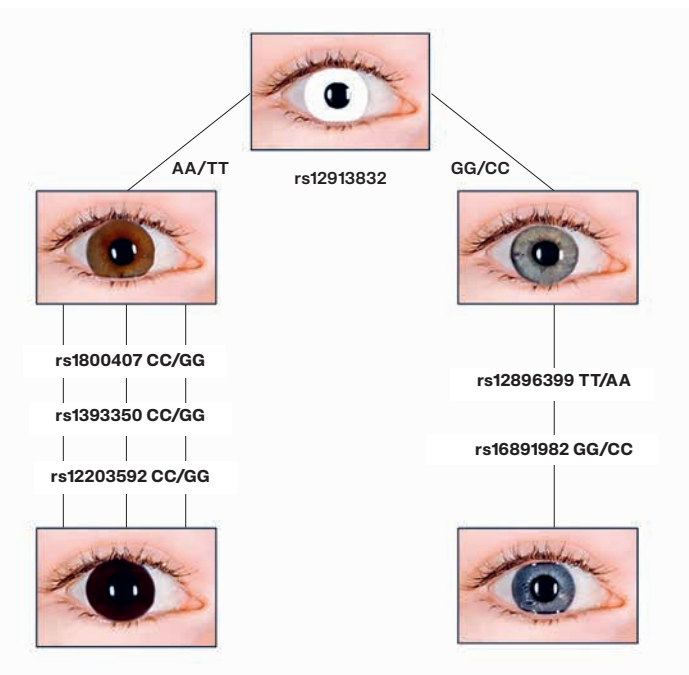 AA/TT
rs12913832
GG/CC
rs1800407 CC/GG
rs1393350 CC/GG
rs12203592 CC/GG
rs12896399 TT/AA
rs16891982 GG/CC